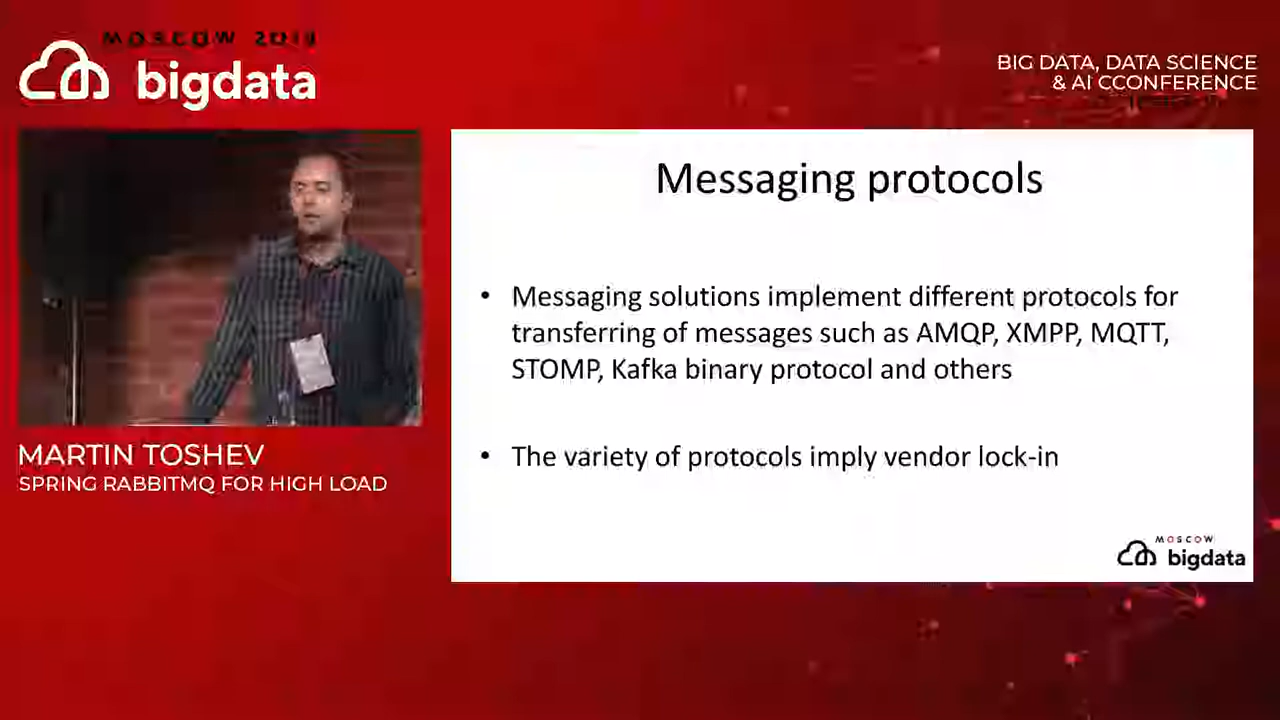 MOSCOW 2019
bigdata
BIG DATA, DATA SCIENCE
& AI CCONFERENCE
MARTIN TOSHEV
SPRING RABBITMQ FOR HIGH LOAD
Messaging protocols
• Messaging solutions implement different protocols for
transferring of messages such as AMQP, XMPP, MQTT,
STOMP, Kafka binary protocol and others
• The variety of protocols imply vendor lock-in
MOSCOW
bigdata